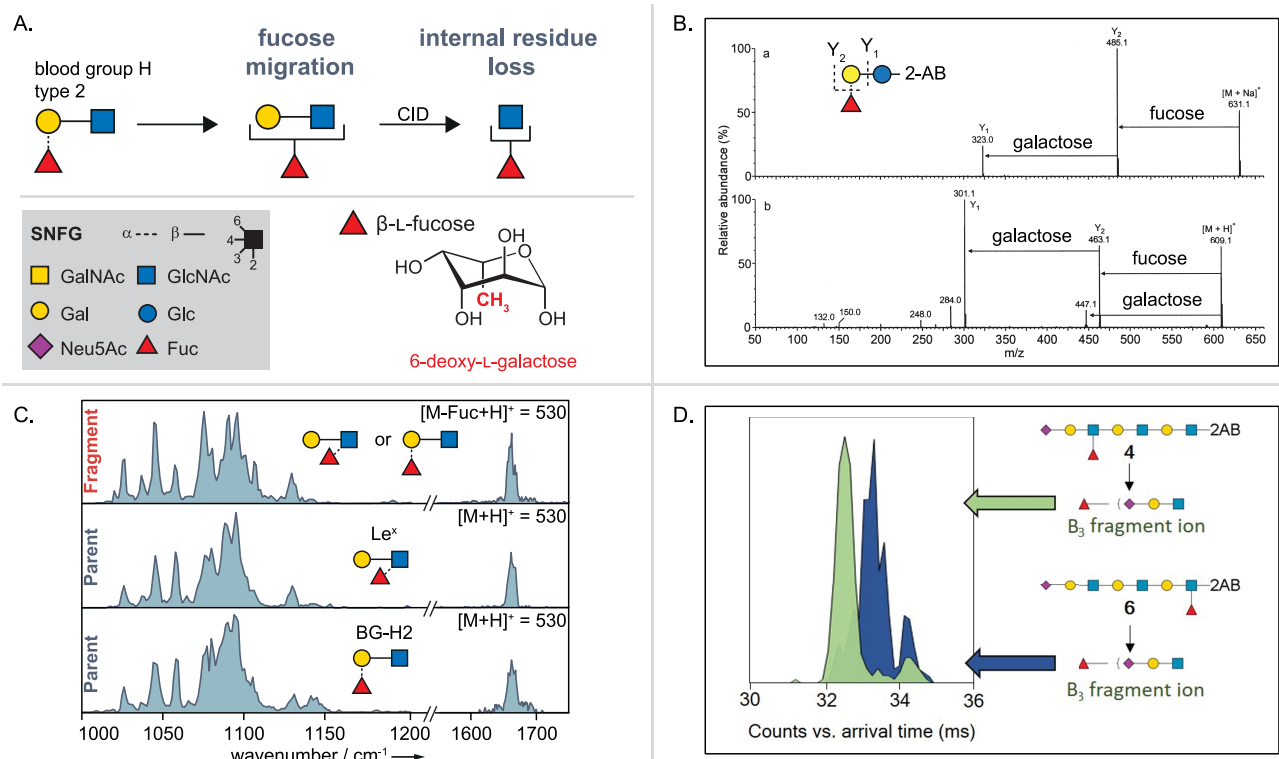 A.
fucose
migration
internal residue
loss
blood group H
type 2
CID
SNFG
α
β
6
4
3
2
GalNAc
GlcNAc
Gal
Glc
Neu5Ac
Fuc
β-L-fucose
OH
HO
O
CH3
OH
OH
6-deoxy-L-galactose
B.
Relative abundance (%)
a
100
50
0
Y2
Y1
2-AB
Y2
485.1
[M + Na]+
631.1
fucose
Y1
323.0
galactose
b
100
50
0
301.1
Y1
Y2
463.1
[M + H]+
609.1
galactose
fucose
447.1
galactose
284.0
248.0
150.0
132.0
50 100 150 200 250 300 350 400 450 500 550 600 650
m/z
C.
Fragment
[M-Fuc+H]+ = 530
or
Parent
[M+H]+ = 530
Lex
Parent
[M+H]+ = 530
BG-H2
1000 1050 1100 1150 1200 1600 1700
wavenumber / cm-1
D.
30 32 34 36
Counts vs. arrival time (ms)
2AB
4
B3 fragment ion
2AB
6
B3 fragment ion